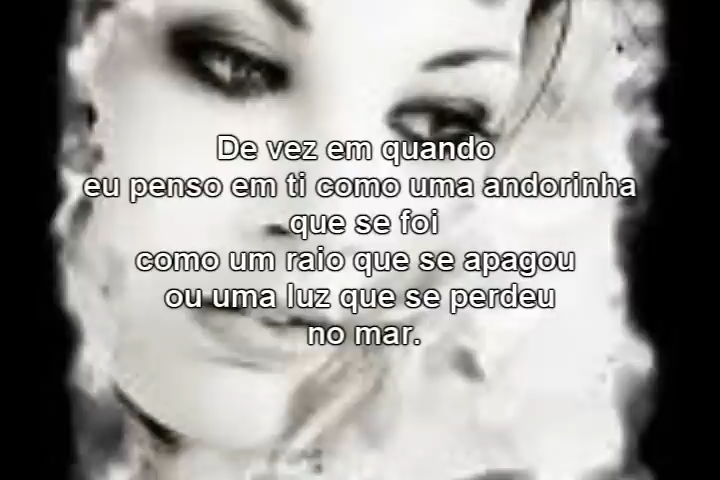 De vez em quando
eu penso em ti como uma andorinha
que se foi
como um raio que se apagou
ou uma luz que se perdeu
no mar.